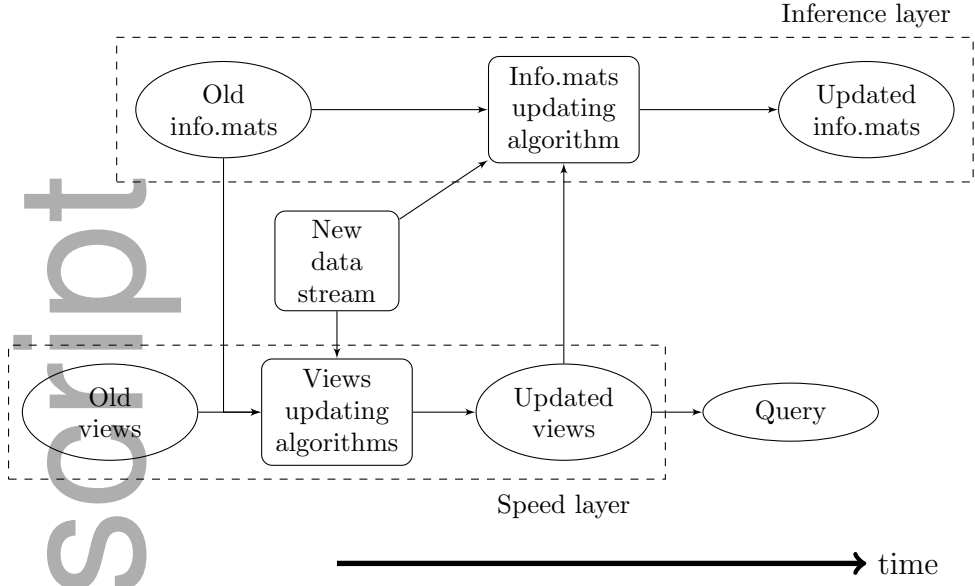 Inference layer
Old
info.mats
Info.mats
updating
algorithm
Updated
info.mats
New
data
stream
Old
views
Views
updating
algorithms
Updated
views
Query
Speed layer
time
script